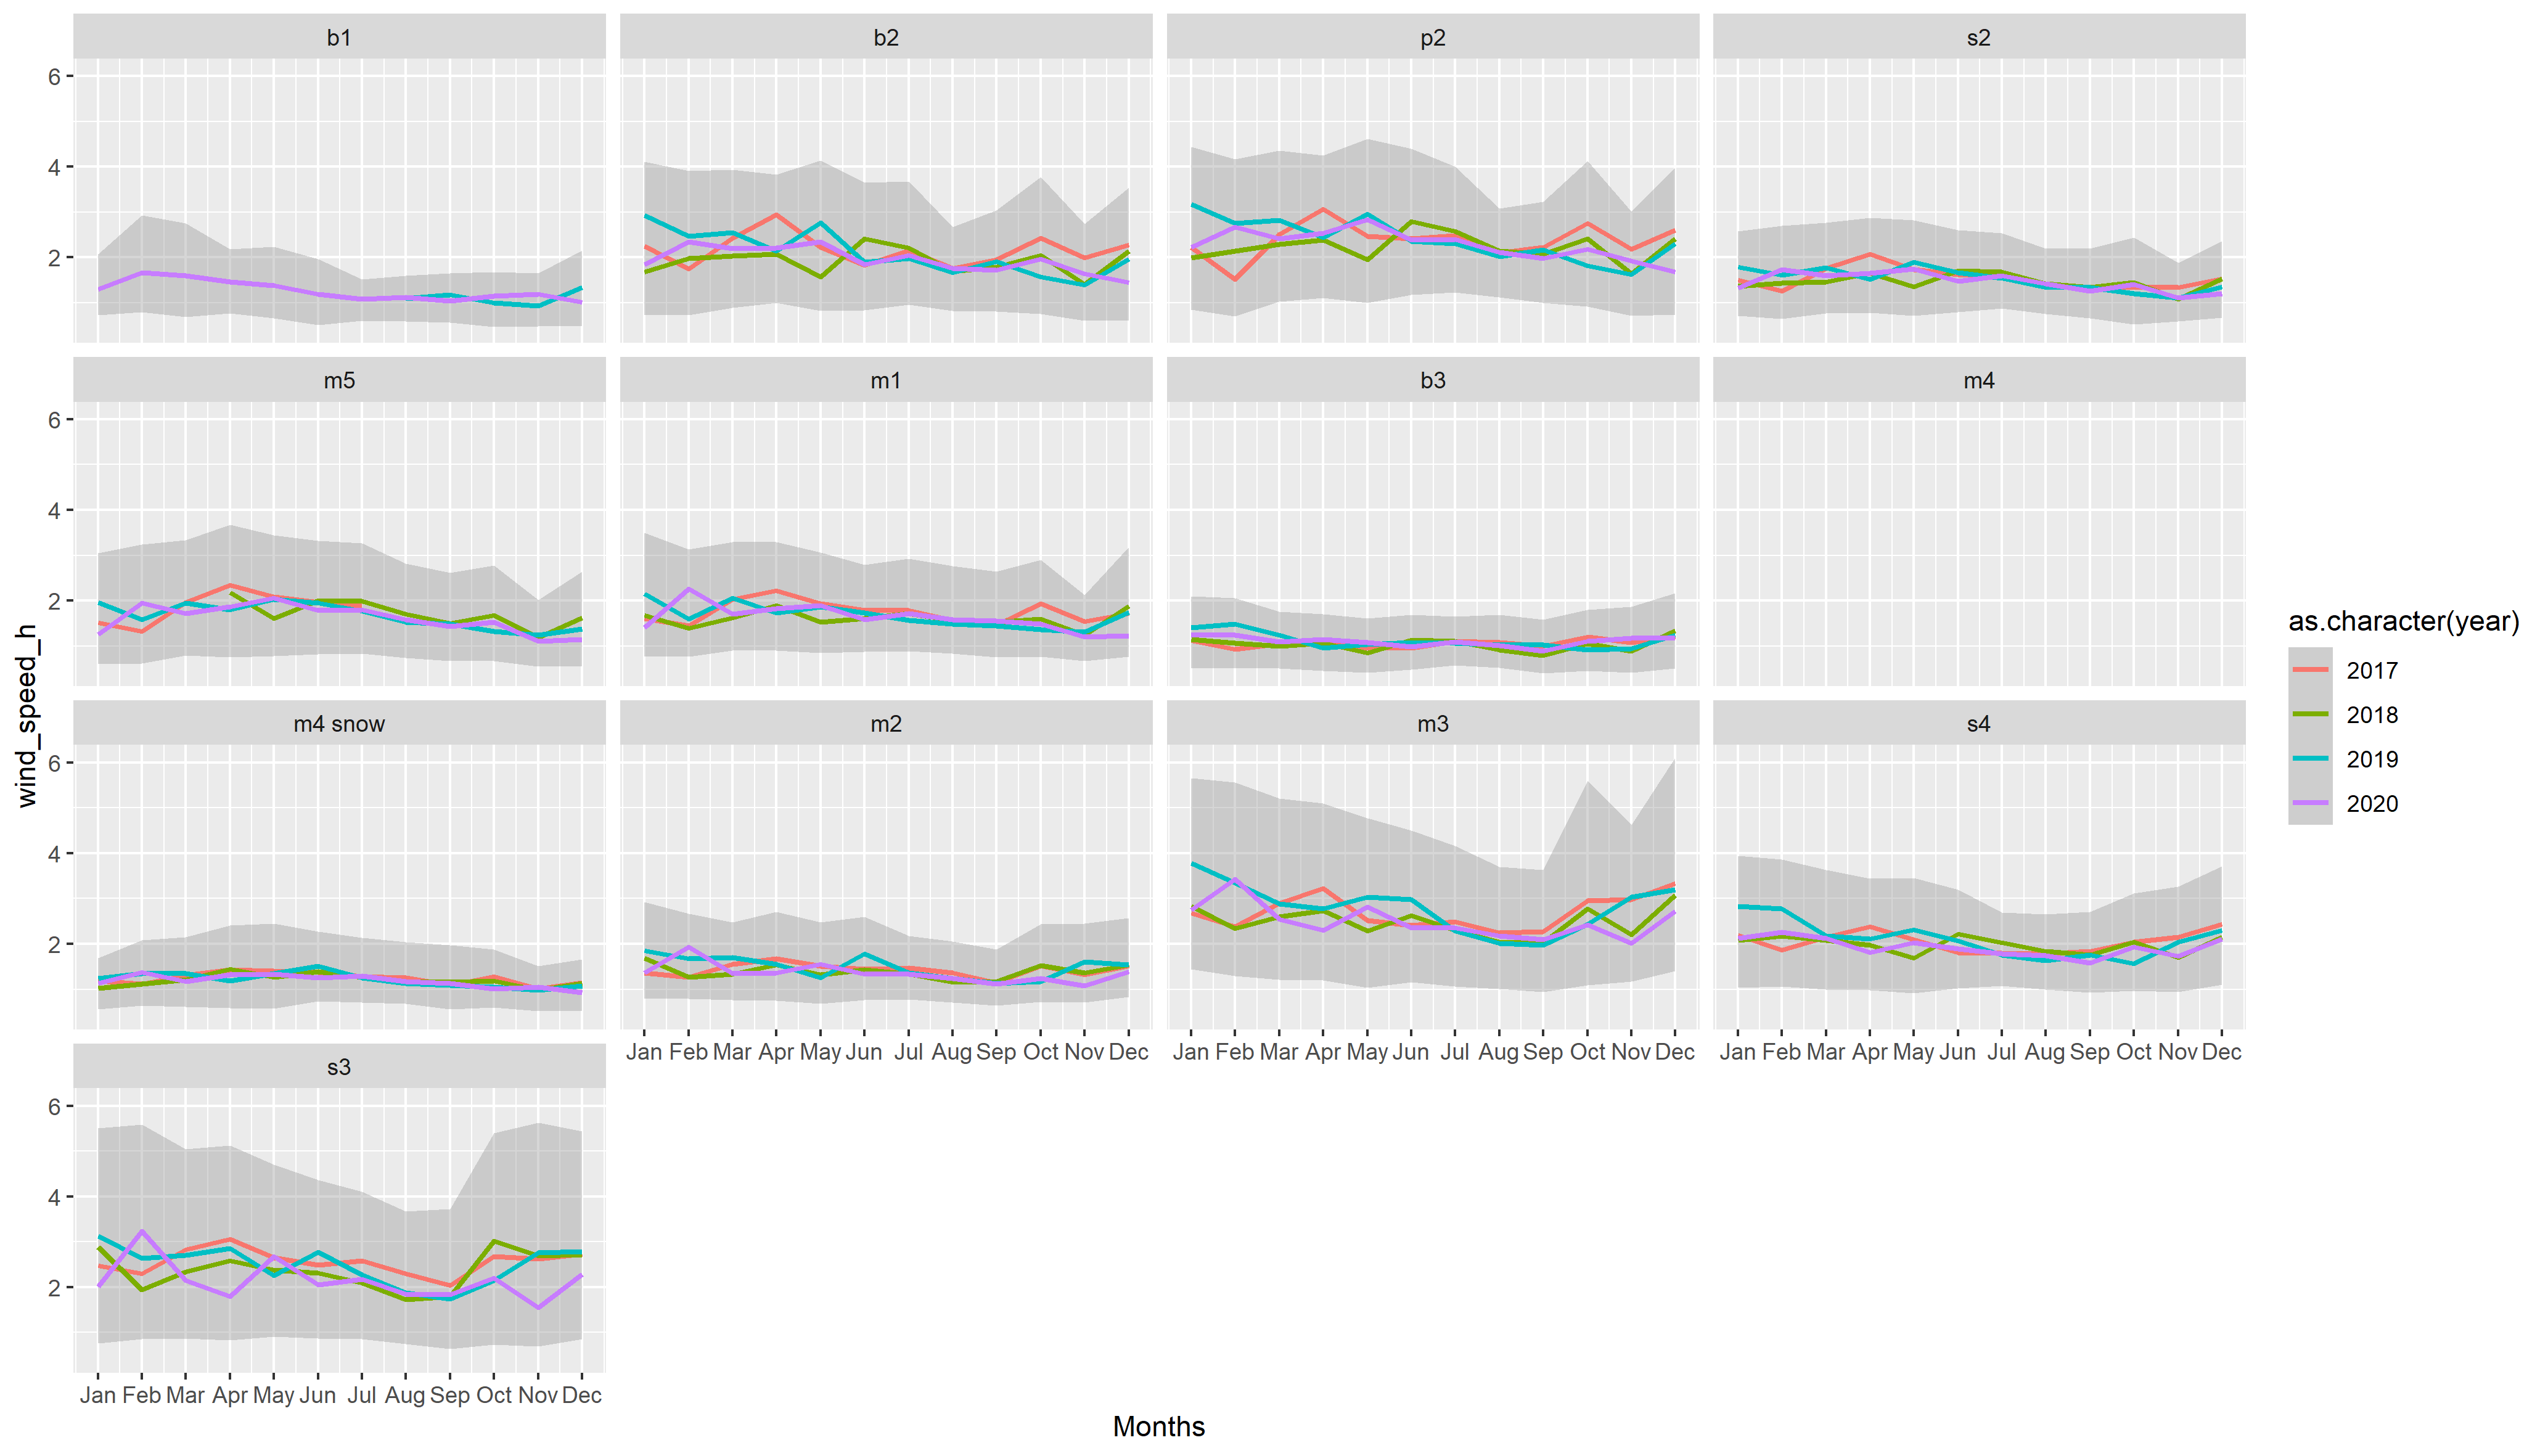 b1 b2 p2 s2
6
4
2
m5 m1 b3 m4
6
4
2
m4 snow m2 m3 s4
6
4
2
Jan Feb Mar Apr May Jun Jul Aug Sep Oct Nov Dec Jan Feb Mar Apr May Jun Jul Aug Sep Oct Nov Dec Jan Feb Mar Apr May Jun Jul Aug Sep Oct Nov Dec
s3
6
4
2
Jan Feb Mar Apr May Jun Jul Aug Sep Oct Nov Dec
Months
wind_speed_h
as.character(year)
2017
2018
2019
2020